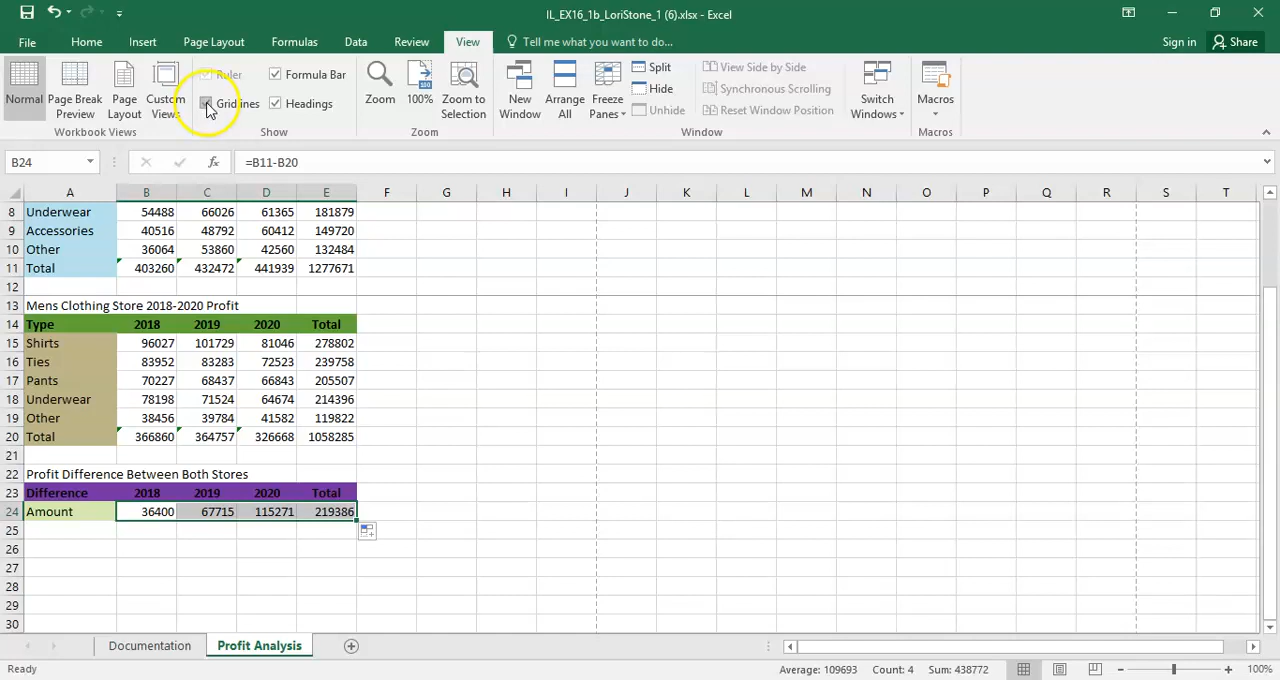 IL_EX16_1b_LoriStone_1 (6).xlsx - Excel
File Home Insert Page Layout Formulas Data Review View Tell me what you want to do... Sign in Share
Normal Page Break Preview Page Layout Custom Views
Workbook Views
Ruler Formula Bar
Gridlines Headings
Show
Zoom 100% Zoom to Selection
Zoom
New Window Arrange All Freeze Panes
Split View Side by Side
Hide Synchronous Scrolling
Unhide Reset Window Position
Switch Windows
Window
Macros
Macros
B24 fx =B11-B20
A B C D E F G H I J K L M N O P Q R S T
8 Underwear 54488 66026 61365 181879
9 Accessories 40516 48792 60412 149720
10 Other 36064 53860 42560 132484
11 Total 403260 432472 441939 1277671
12
13 Mens Clothing Store 2018-2020 Profit
14 Type 2018 2019 2020 Total
15 Shirts 96027 101729 81046 278802
16 Ties 83952 83283 72523 239758
17 Pants 70227 68437 66843 205507
18 Underwear 78198 71524 64674 214396
19 Other 38456 39784 41582 119822
20 Total 366860 364757 326668 1058285
21
22 Profit Difference Between Both Stores
23 Difference 2018 2019 2020 Total
24 Amount 36400 67715 115271 219386
25
26
27
28
29
30
Documentation Profit Analysis
Ready Average: 109693 Count: 4 Sum: 438772 100%